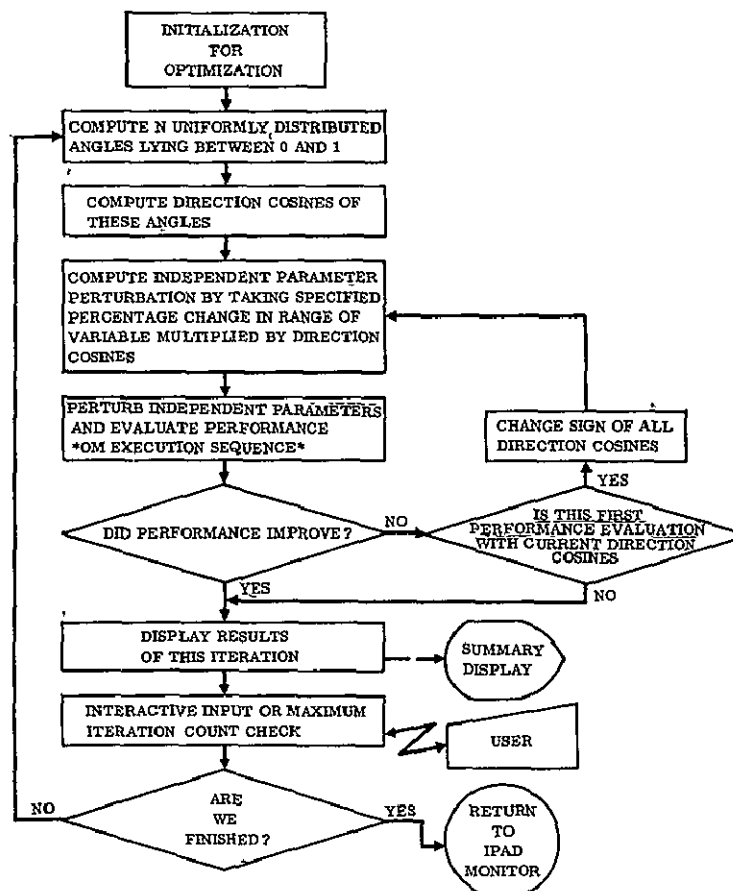 INITIALIZATION
FOR
OPTIMIZATION
COMPUTE N UNIFORMLY DISTRIBUTED
ANGLES LYING BETWEEN 0 AND 1
COMPUTE DIRECTION COSINES OF
THESE ANGLES
COMPUTE INDEPENDENT PARAMETER
PERTURBATION BY TAKING SPECIFIED
PERCENTAGE CHANGE IN RANGE OF
VARIABLE MULTIPLIED BY DIRECTION
COSINES
PERTURB INDEPENDENT PARAMETERS
AND EVALUATE PERFORMANCE
*OM EXECUTION SEQUENCE*
CHANGE SIGN OF ALL
DIRECTION COSINES
YES
DID PERFORMANCE IMPROVE?
NO
IS THIS FIRST
PERFORMANCE EVALUATION
WITH CURRENT DIRECTION
COSINES
YES
NO
DISPLAY RESULTS
OF THIS ITERATION
SUMMARY
DISPLAY
INTERACTIVE INPUT OR MAXIMUM
ITERATION COUNT CHECK
USER
NO
ARE
WE
FINISHED?
YES
RETURN
TO
IPAD
MONITOR